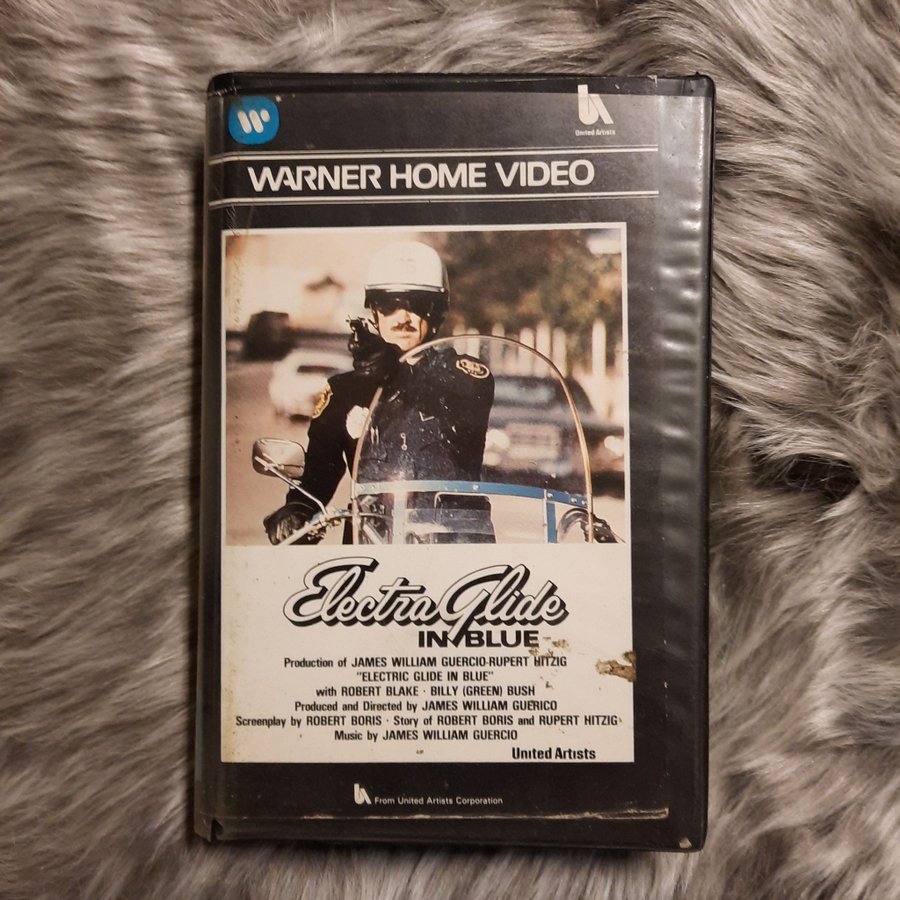 United Artists
WARNER HOME VIDEO
Electra Glide
IN BLUE
Production of JAMES WILLIAM GUERCIO-RUPERT HITZIG
"ELECTRIC GLIDE IN BLUE"
with ROBERT BLAKE · BILLY (GREEN) BUSH
Produced and Directed by JAMES WILLIAM GUERICO
Screenplay by ROBERT BORIS · Story of ROBERT BORIS and RUPERT HITZIG
Music by JAMES WILLIAM GUERCIO
United Artists
From United Artists Corporation